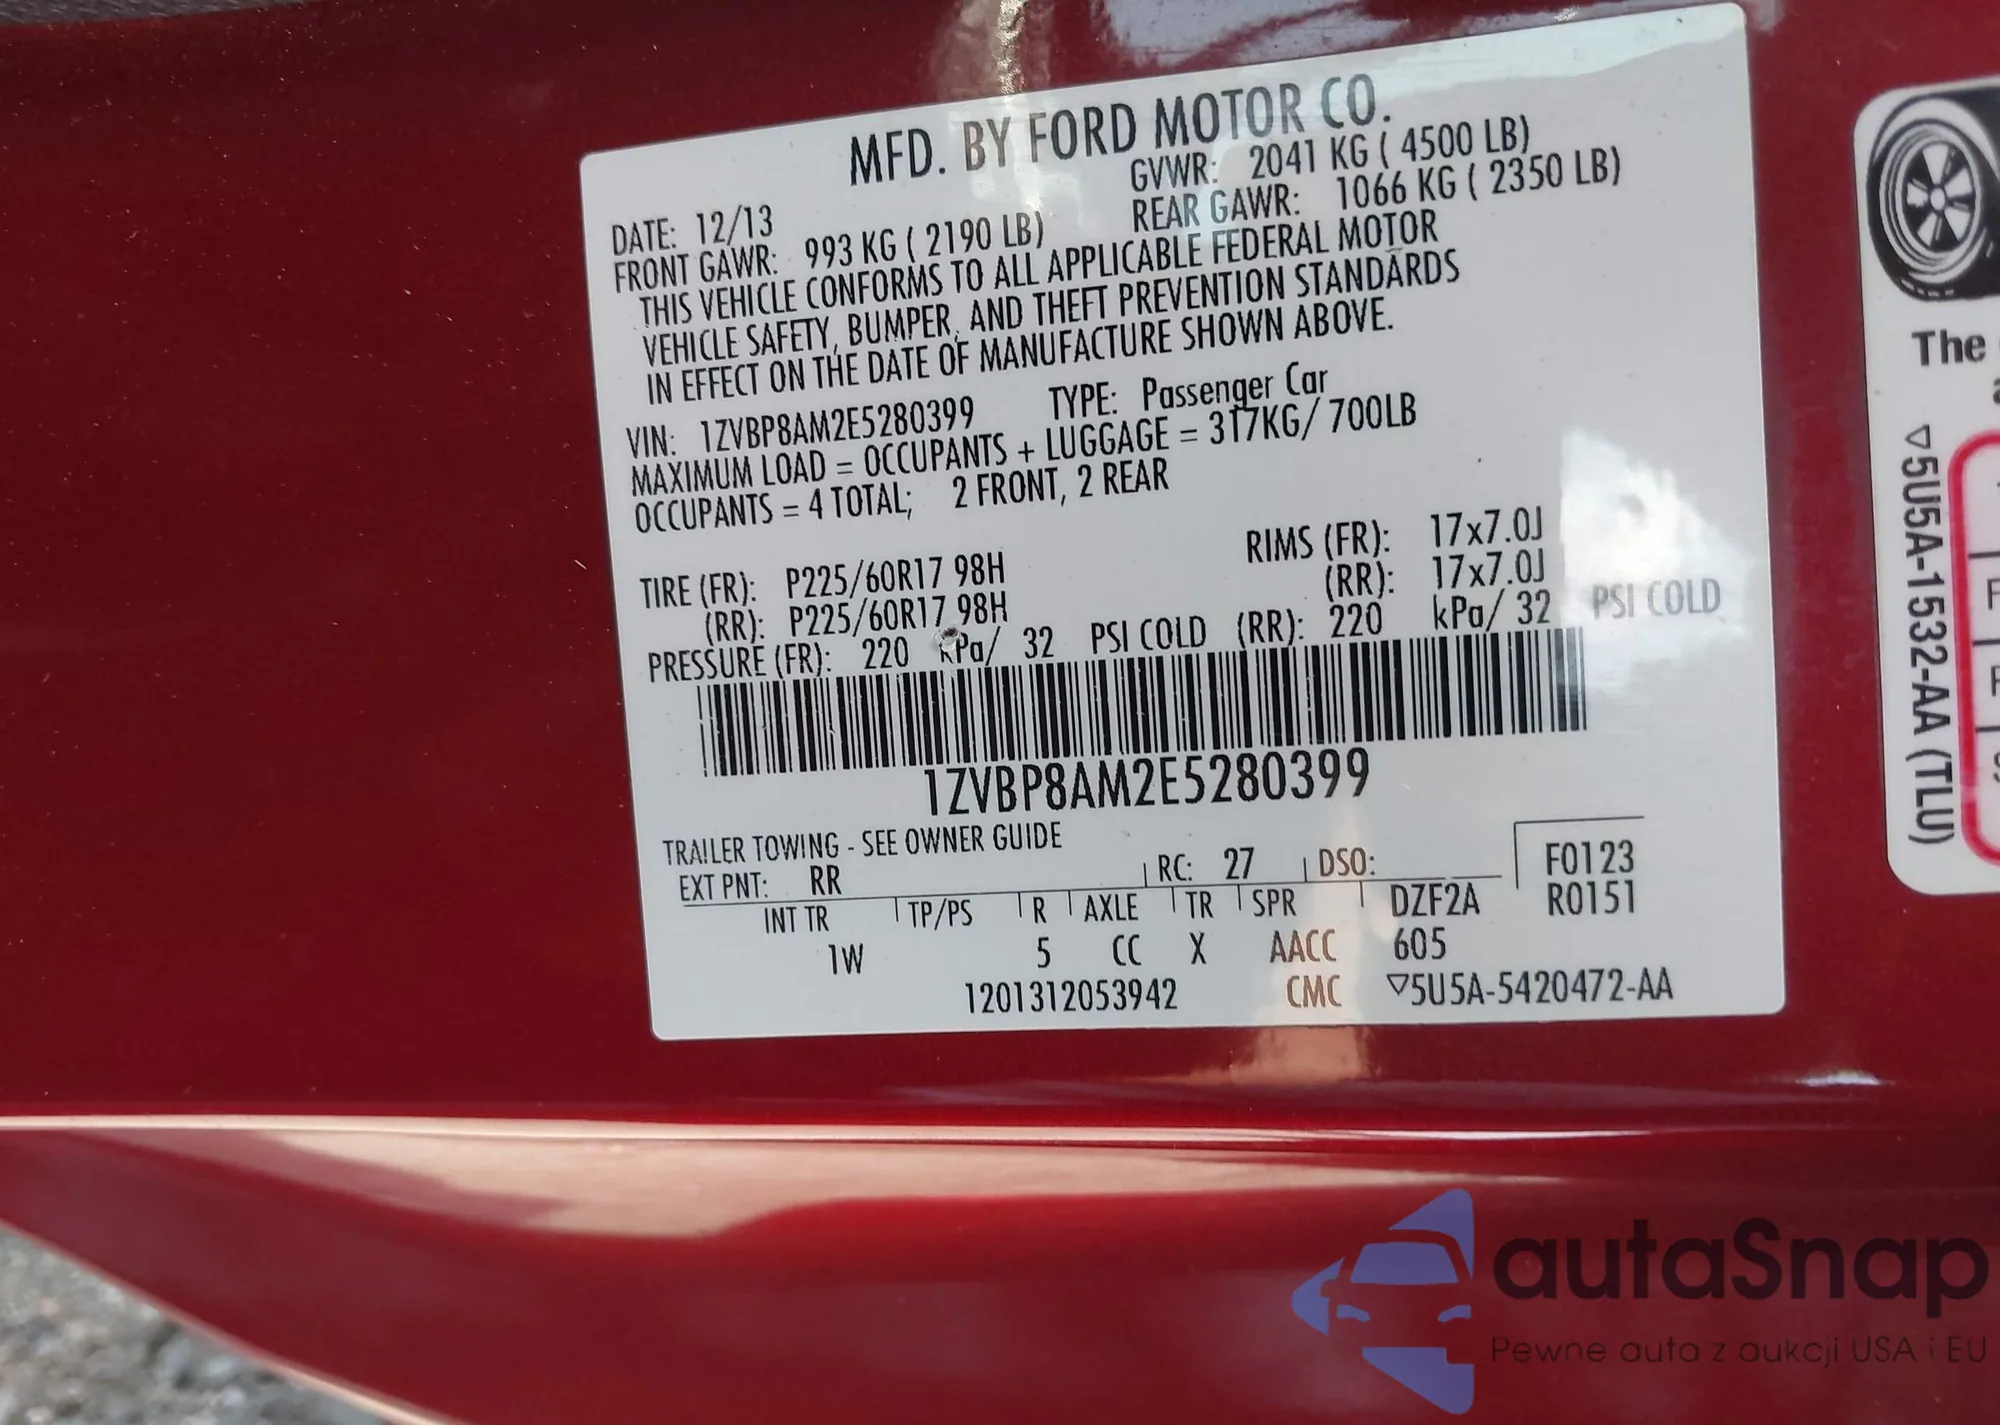 MFD. BY FORD MOTOR CO.
DATE: 12/13 GVWR: 2041 KG ( 4500 LB)
FRONT GAWR: 993 KG ( 2190 LB) REAR GAWR: 1066 KG ( 2350 LB)
THIS VEHICLE CONFORMS TO ALL APPLICABLE FEDERAL MOTOR
VEHICLE SAFETY, BUMPER, AND THEFT PREVENTION STANDARDS
IN EFFECT ON THE DATE OF MANUFACTURE SHOWN ABOVE.
VIN: 1ZVBP8AM2E5280399 TYPE: Passenger Car
MAXIMUM LOAD = OCCUPANTS + LUGGAGE = 317KG/ 700LB
OCCUPANTS = 4 TOTAL; 2 FRONT, 2 REAR
TIRE (FR): P225/60R17 98H RIMS (FR): 17x7.0J
(RR): P225/60R17 98H (RR): 17x7.0J
PRESSURE (FR): 220 kPa/ 32 PSI COLD (RR): 220 kPa/ 32 PSI COLD
1ZVBP8AM2E5280399
TRAILER TOWING - SEE OWNER GUIDE
EXT PNT: RR RC: 27 DSO: F0123
INT TR TP/PS R AXLE TR SPR DZF2A R0151
1W 5 CC X AACC 605
1201312053942 CMC ▽5U5A-5420472-AA
The
▽5U5A-1532-AA (TLU)
autaSnap
Pewne auta z aukcji USA i EU